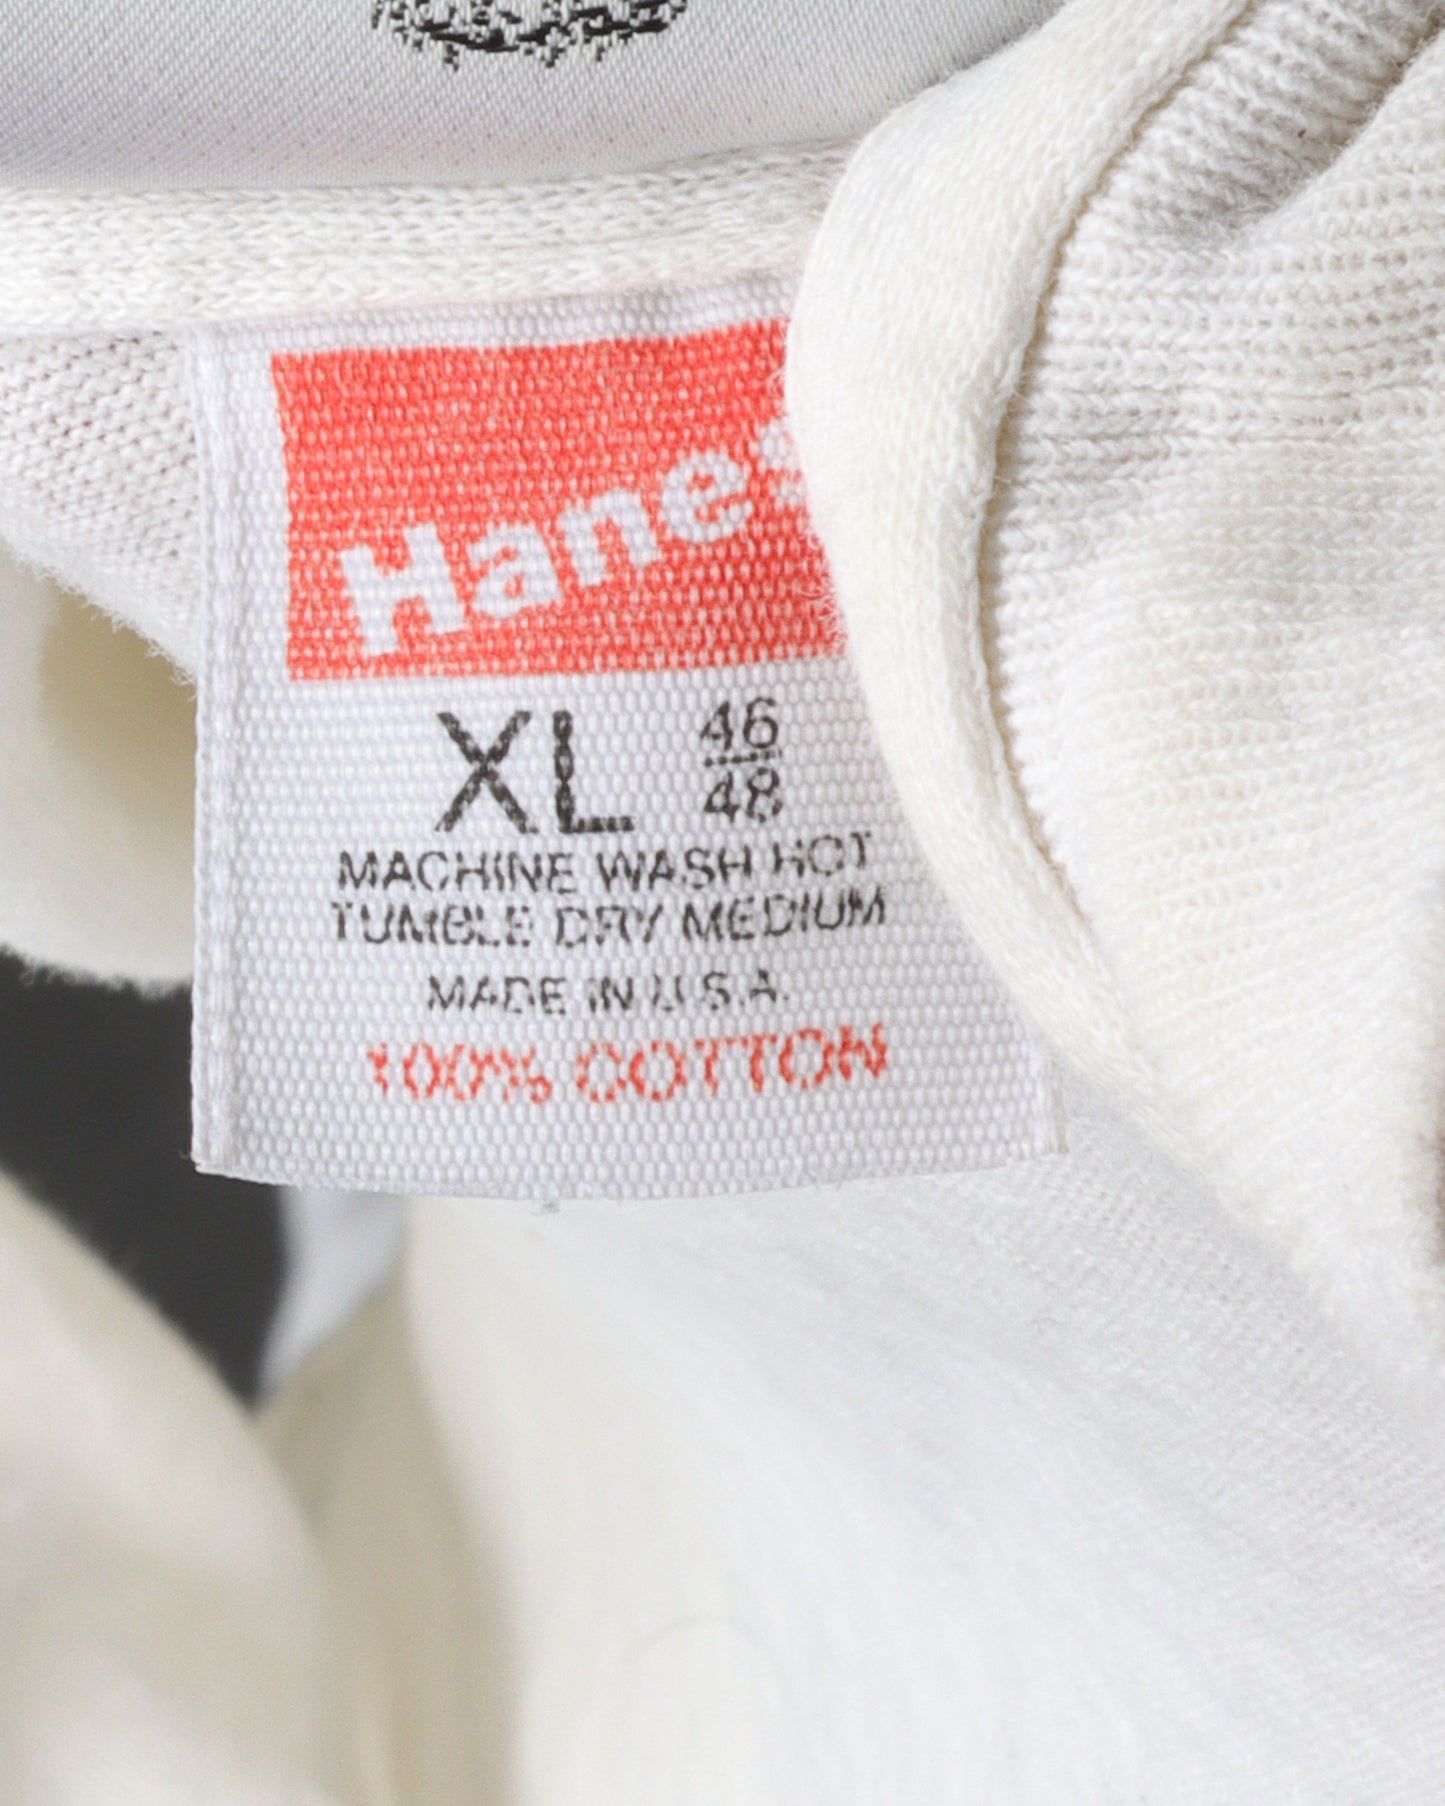 Hanes
XL 46/48
MACHINE WASH HOT
TUMBLE DRY MEDIUM
MADE IN U.S.A.
100% COTTON